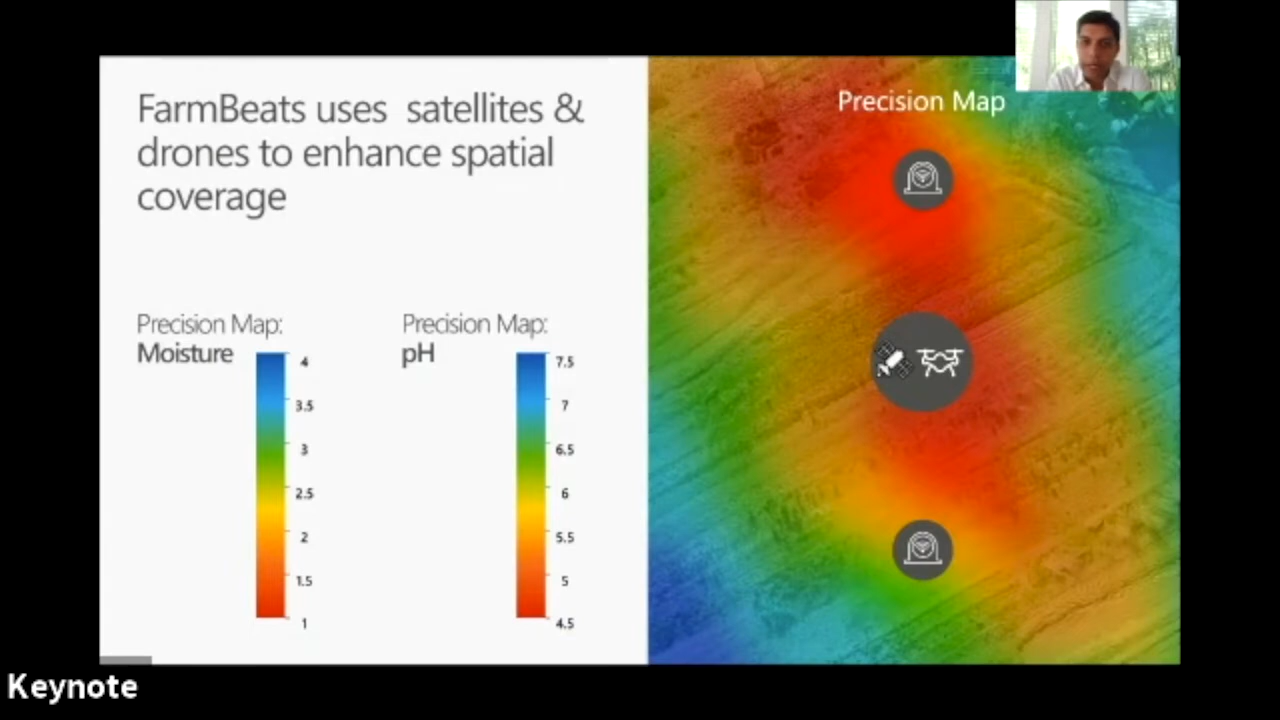 FarmBeats uses satellites &
drones to enhance spatial
coverage
Precision Map:
Moisture
4
3.5
3
2.5
2
1.5
1
Precision Map:
pH
7.5
7
6.5
6
5.5
5
4.5
Precision Map
Keynote